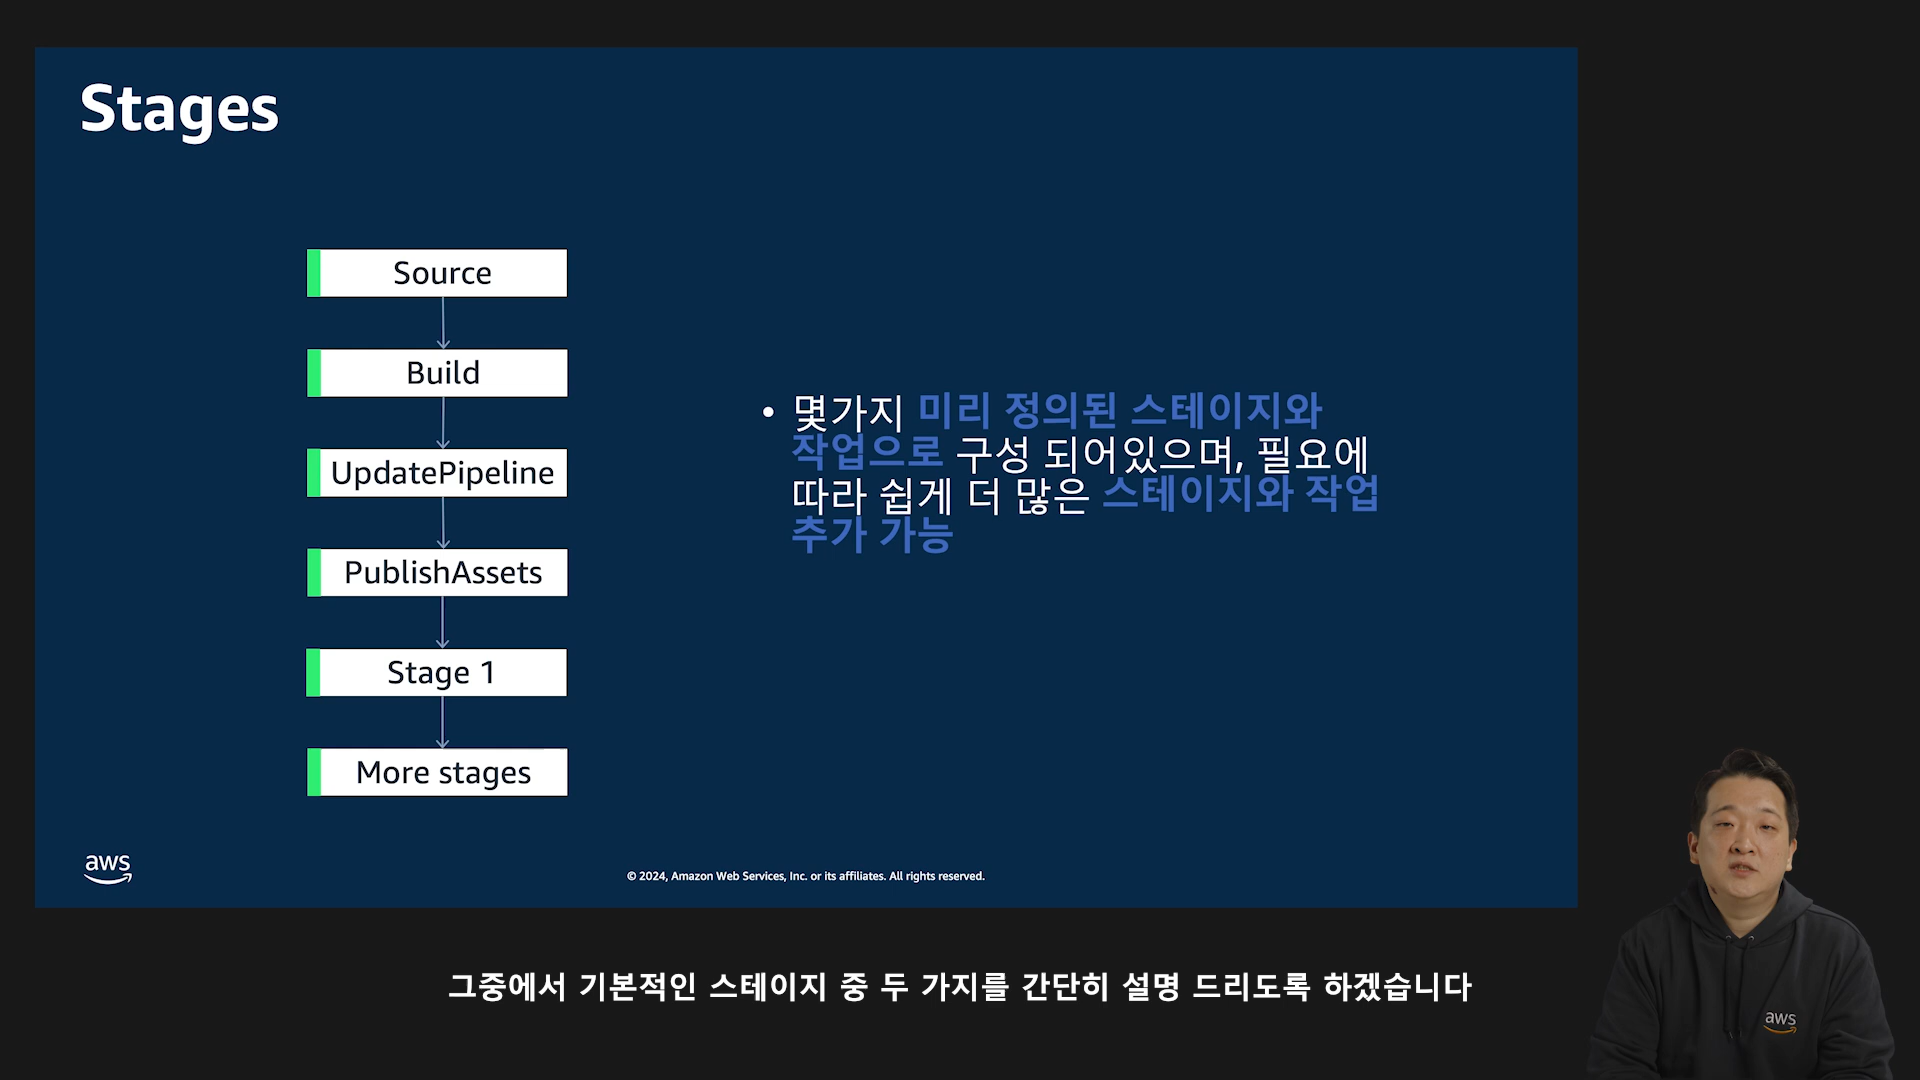 Stages
Source
Build
UpdatePipeline
PublishAssets
Stage 1
More stages
• 몇가지 미리 정의된 스테이지와
작업으로 구성 되어있으며, 필요에
따라 쉽게 더 많은 스테이지와 작업
추가 가능
aws
© 2024, Amazon Web Services, Inc. or its affiliates. All rights reserved.
그중에서 기본적인 스테이지 중 두 가지를 간단히 설명 드리도록 하겠습니다
aws